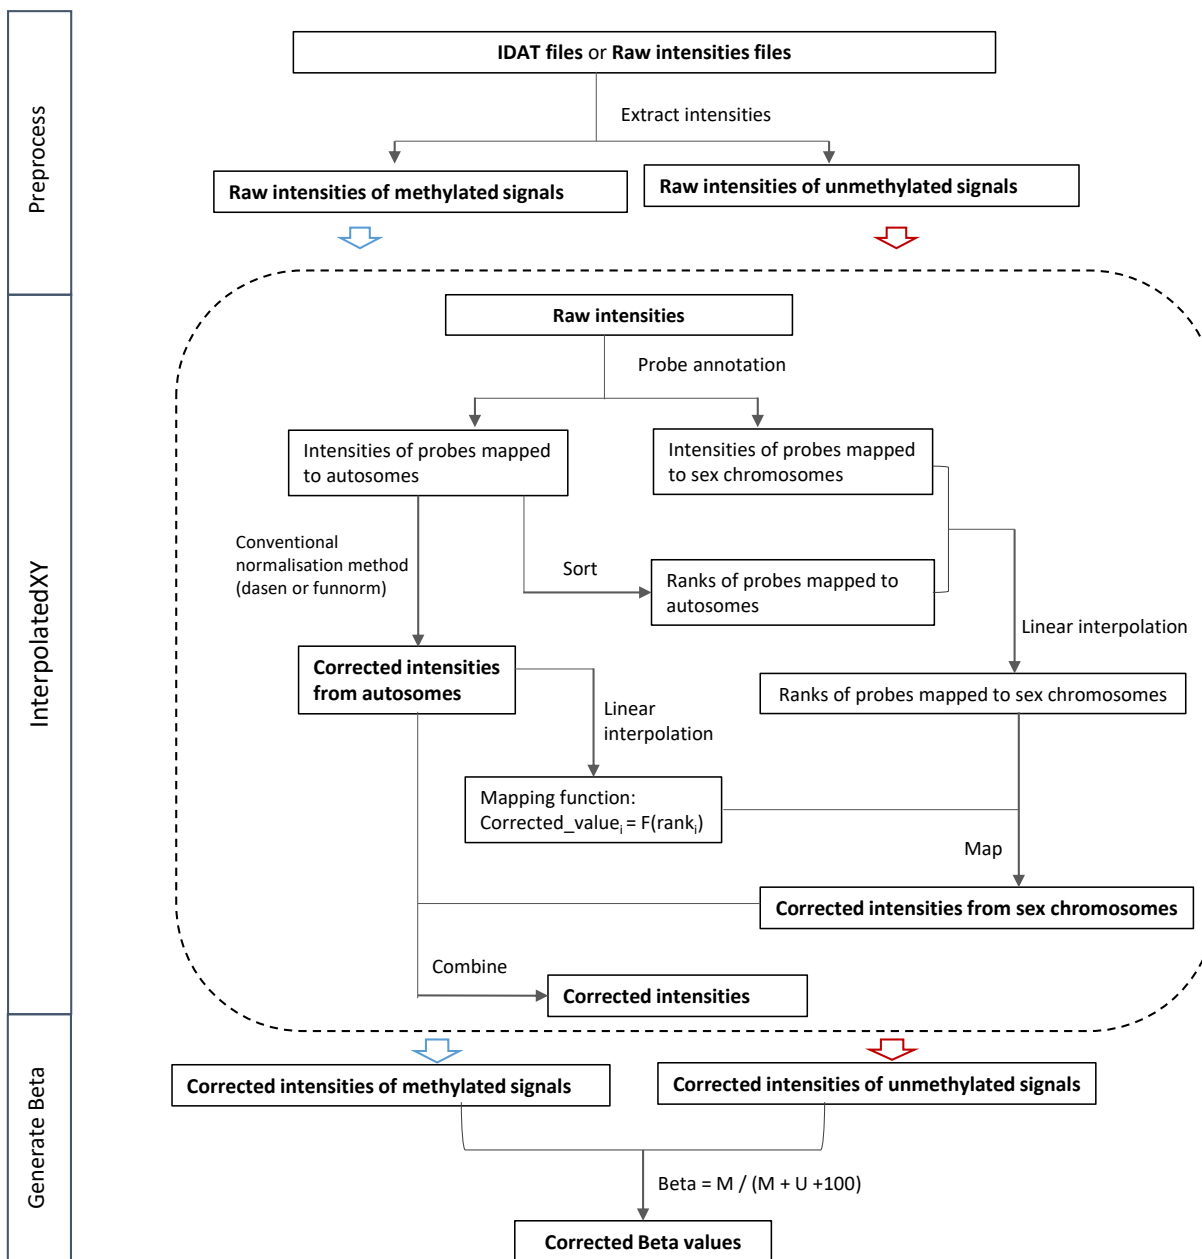 Preprocess
IDAT files or Raw intensities files
Extract intensities
Raw intensities of methylated signals
Raw intensities of unmethylated signals
InterpolatedXY
Raw intensities
Probe annotation
Intensities of probes mapped
to autosomes
Intensities of probes mapped
to sex chromosomes
Conventional
normalisation method
(dasen or funnorm)
Sort
Ranks of probes mapped to
autosomes
Linear interpolation
Corrected intensities
from autosomes
Ranks of probes mapped to sex chromosomes
Linear
interpolation
Mapping function:
Corrected_valueᵢ = F(rankᵢ)
Map
Corrected intensities from sex chromosomes
Combine
Corrected intensities
Generate Beta
Corrected intensities of methylated signals
Corrected intensities of unmethylated signals
Beta = M / (M + U +100)
Corrected Beta values